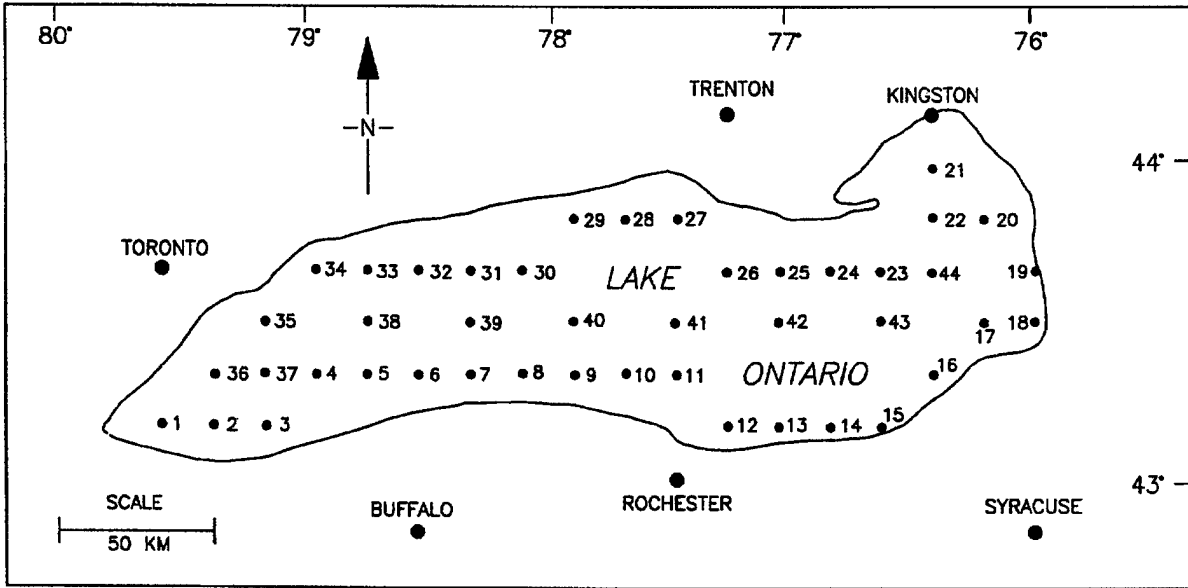 80° 79° 78° 77° 76°
TRENTON KINGSTON
-N-
44°
21
29 28 27 22 20
TORONTO
34 33 32 31 30 LAKE 26 25 24 23 44 19
35 38 39 40 41 42 43 17 18
36 37 4 5 6 7 8 9 10 11 ONTARIO 16
1 2 3 12 13 14 15
43°
SCALE
50 KM
BUFFALO ROCHESTER SYRACUSE